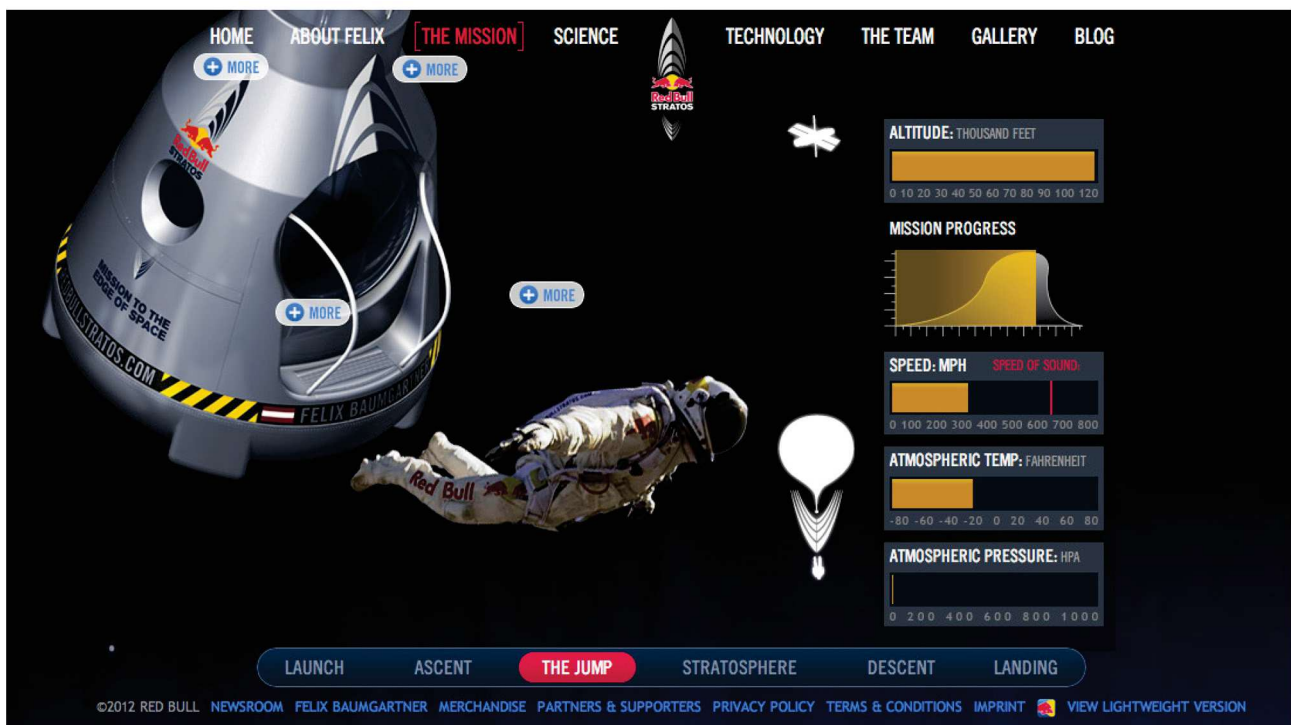 HOME ABOUT FELIX [THE MISSION] SCIENCE TECHNOLOGY THE TEAM GALLERY BLOG
MORE MORE
Red Bull
STRATOS
Red Bull
STRATOS
MISSION TO THE
EDGE OF SPACE
REDBULLSTRATOS.COM
FELIX BAUMGARTNER
MORE
MORE
Red Bull
ALTITUDE: THOUSAND FEET
0 10 20 30 40 50 60 70 80 90 100 120
MISSION PROGRESS
SPEED: MPH SPEED OF SOUND:
0 100 200 300 400 500 600 700 800
ATMOSPHERIC TEMP: FAHRENHEIT
-80 -60 -40 -20 0 20 40 60 80
ATMOSPHERIC PRESSURE: HPA
0 200 400 600 800 1000
LAUNCH ASCENT THE JUMP STRATOSPHERE DESCENT LANDING
©2012 RED BULL NEWSROOM FELIX BAUMGARTNER MERCHANDISE PARTNERS & SUPPORTERS PRIVACY POLICY TERMS & CONDITIONS IMPRINT VIEW LIGHTWEIGHT VERSION